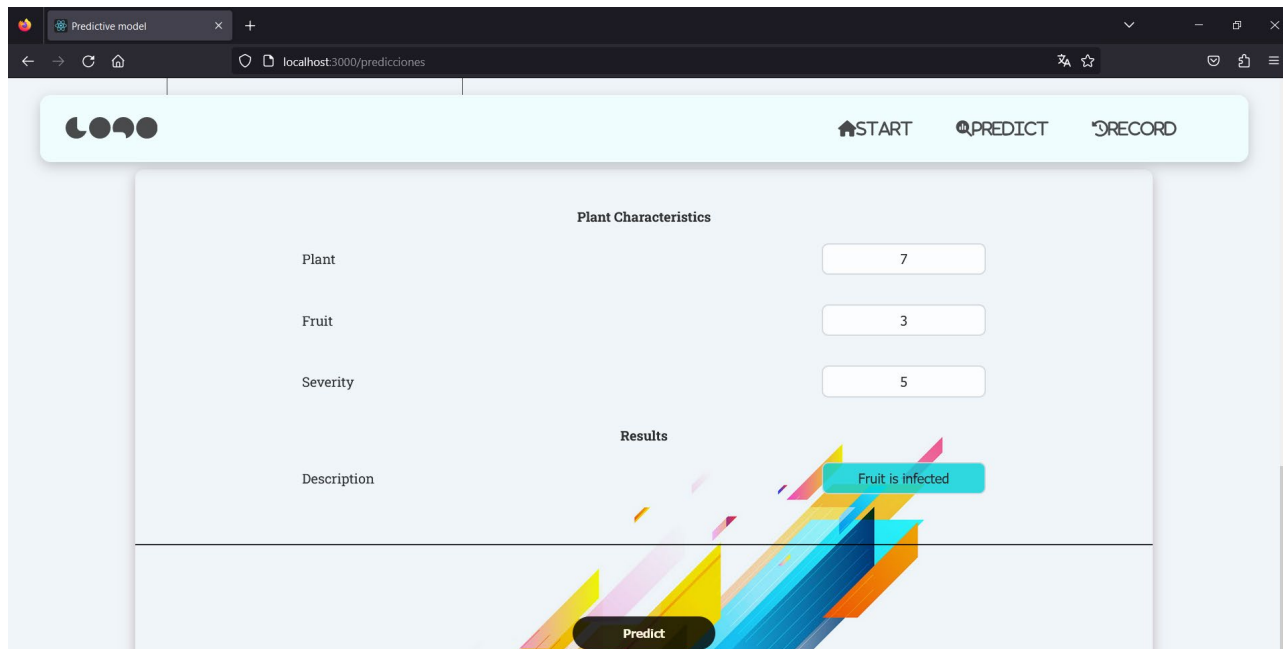 Predictive model
localhost:3000/predicciones
LOGO
START PREDICT RECORD
Plant Characteristics
Plant 7
Fruit 3
Severity 5
Results
Description Fruit is infected
Predict